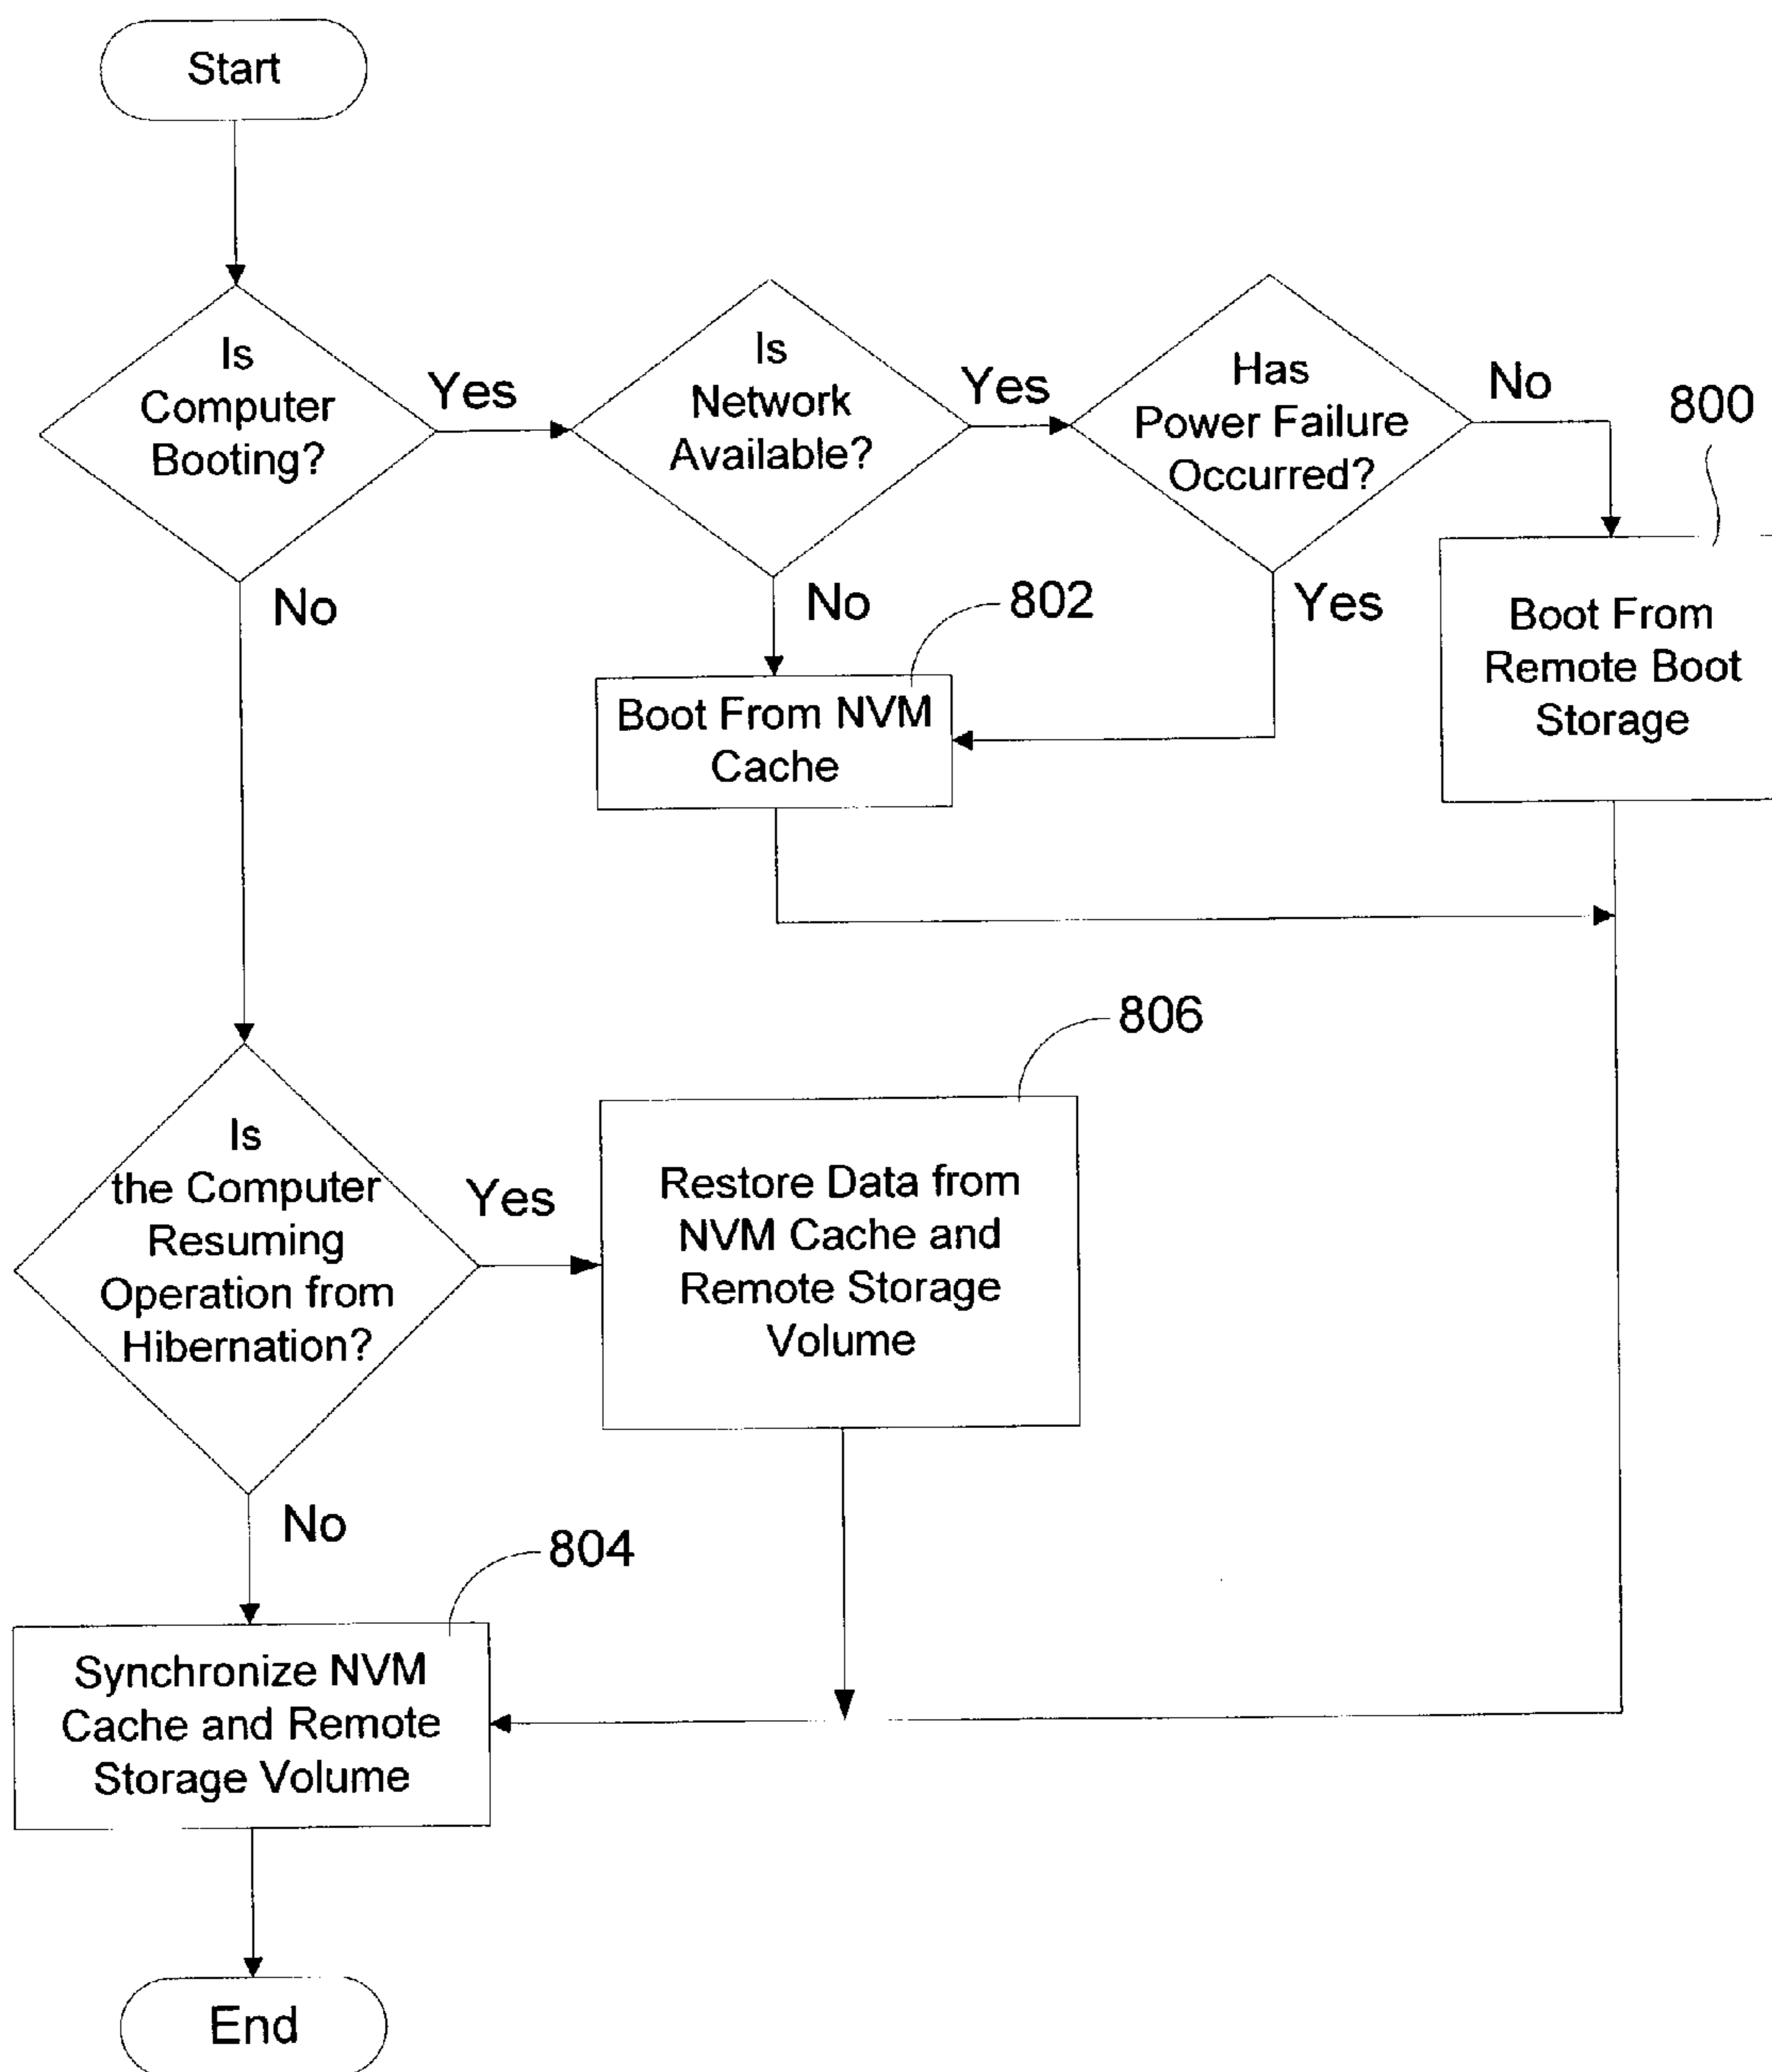 Start
Is
Computer
Booting?
Yes
Is
Network
Available?
Yes
Has
Power Failure
Occurred?
No
800
No
No
802
Yes
Boot From
Remote Boot
Storage
Boot From NVM
Cache
806
Is
the Computer
Resuming
Operation from
Hibernation?
Yes
Restore Data from
NVM Cache and
Remote Storage
Volume
No
804
Synchronize NVM
Cache and Remote
Storage Volume
End